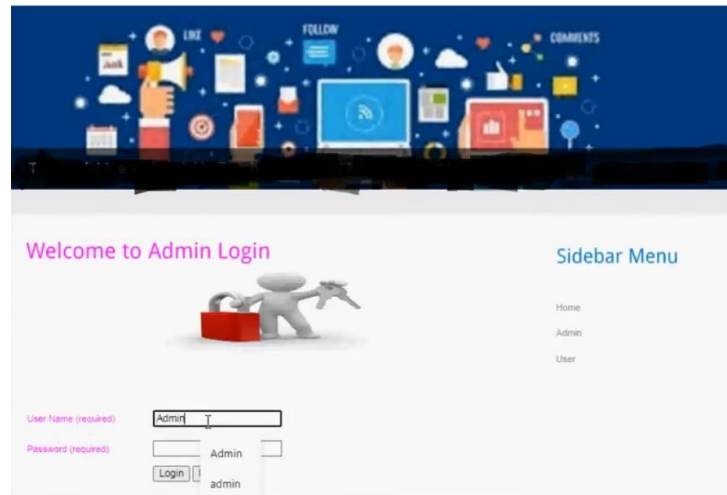 LIKE
FOLLOW
COMMENTS
Welcome to Admin Login
Sidebar Menu
Home
Admin
User
User Name (required)
Admin
Password (required)
Admin
Login
admin